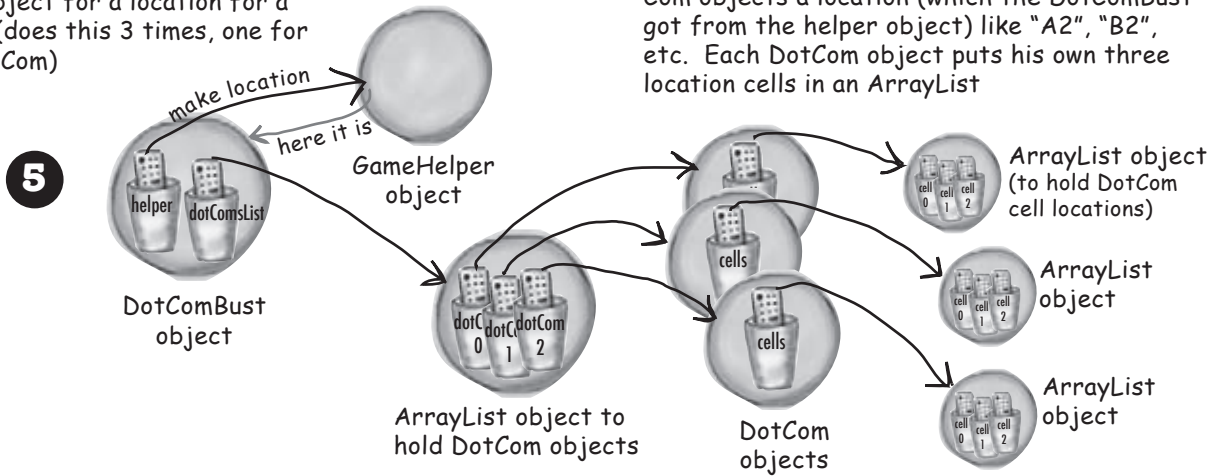 object for a location for a
(does this 3 times, one for
Com)
Com objects a location (which the DotComBust
got from the helper object) like “A2”, “B2”,
etc. Each DotCom object puts his own three
location cells in an ArrayList
5
make location
here it is
GameHelper
object
helper
dotComsList
DotComBust
object
dotCom
0
1
dotCom
2
ArrayList object to
hold DotCom objects
cells
cells
DotCom
objects
cell
0
cell
1
cell
2
ArrayList object
(to hold DotCom
cell locations)
cell
0
cell
1
cell
2
ArrayList
object
cell
0
cell
1
cell
2
ArrayList
object